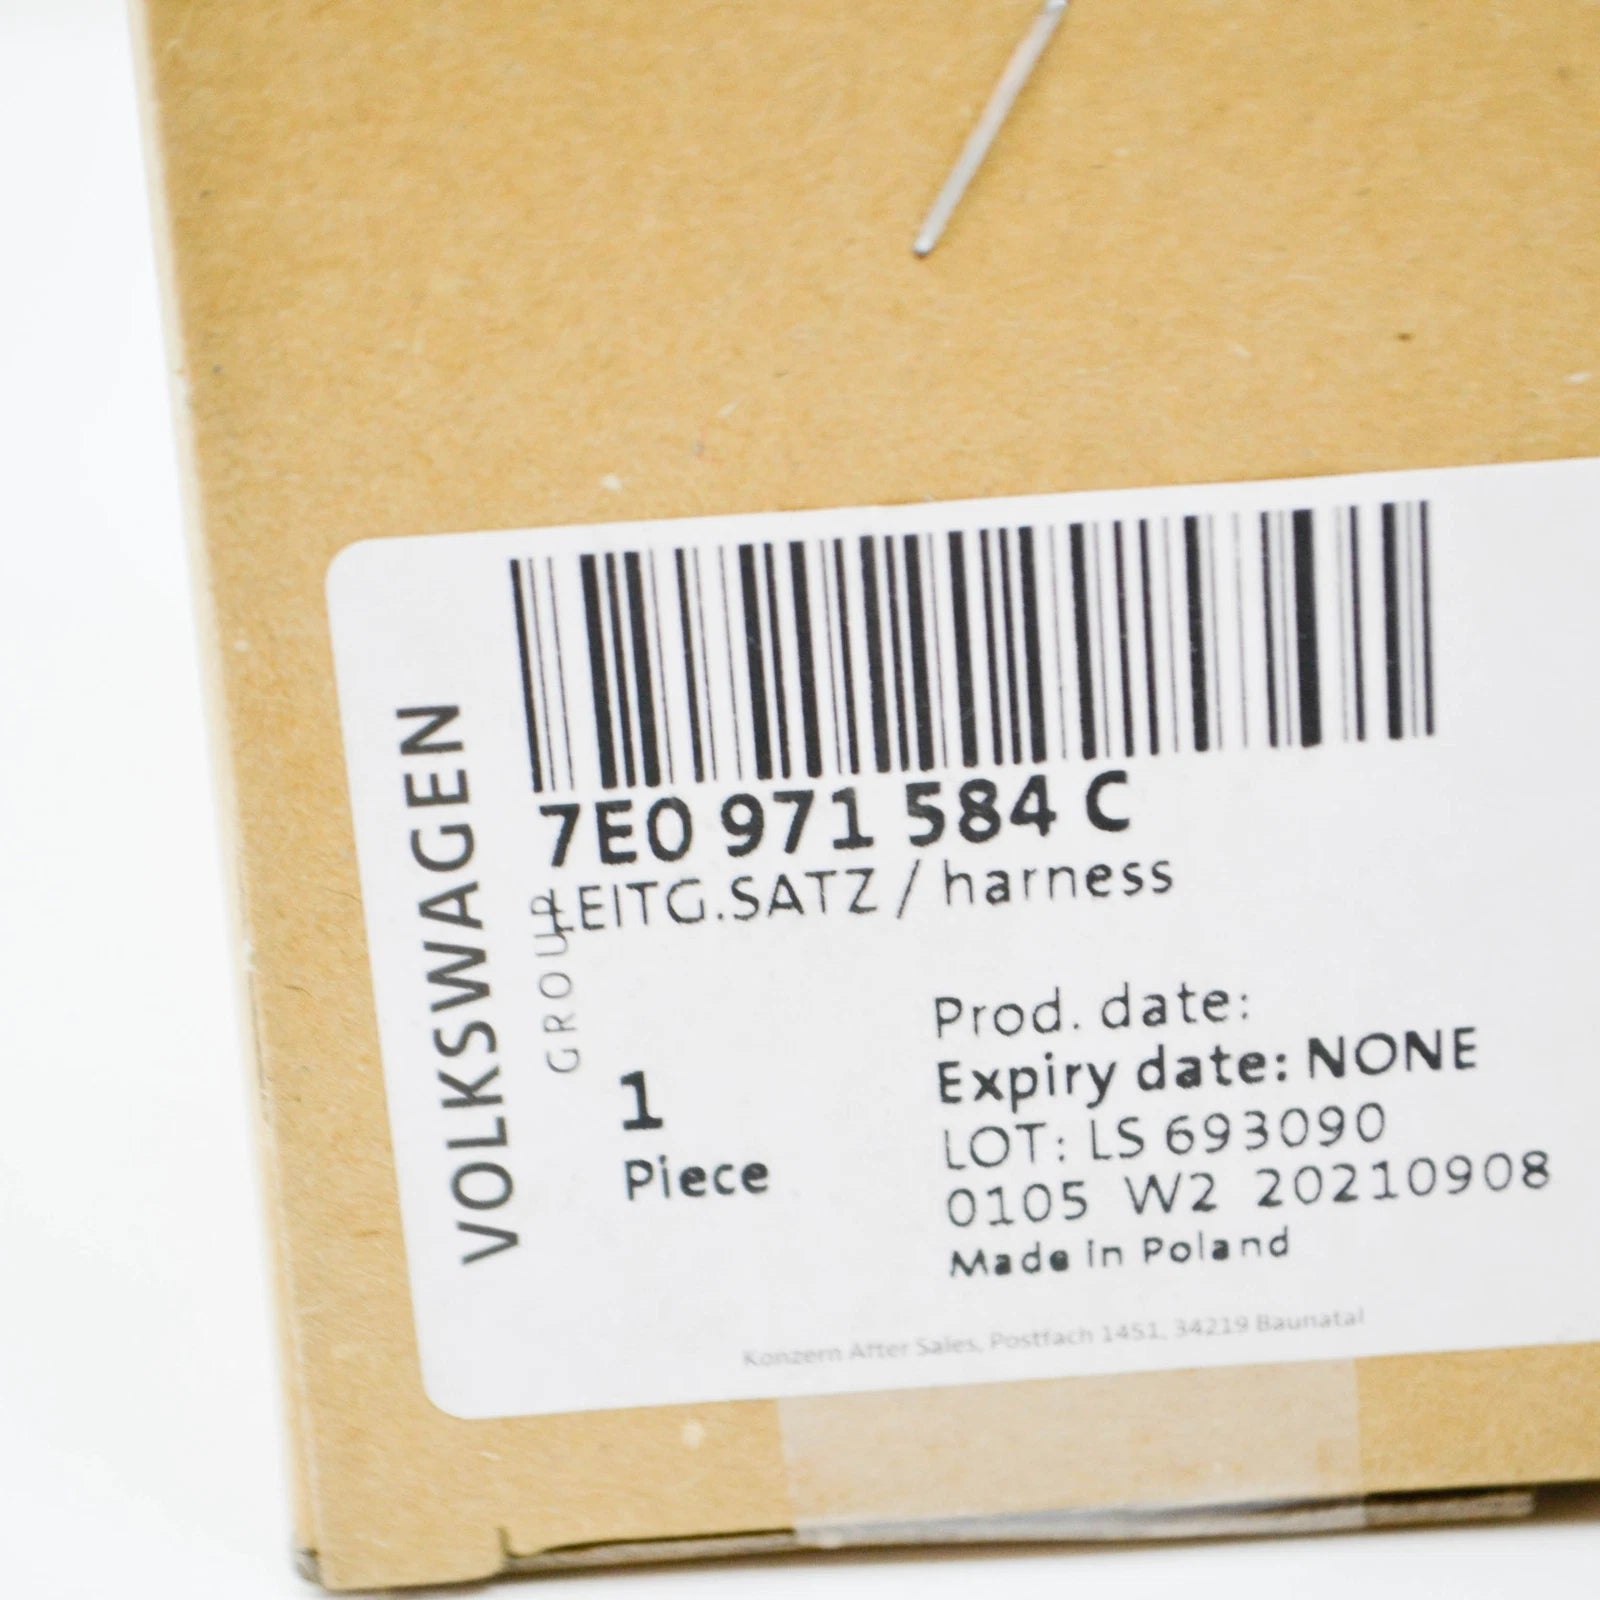 VOLKSWAGEN
GROUP
7E0 971 584 C
LEITG.SATZ / harness
1
Piece
Prod. date:
Expiry date: NONE
LOT: LS 693090
0105 W2 20210908
Made in Poland
Konzern After Sales, Postfach 1451, 34219 Baunatal